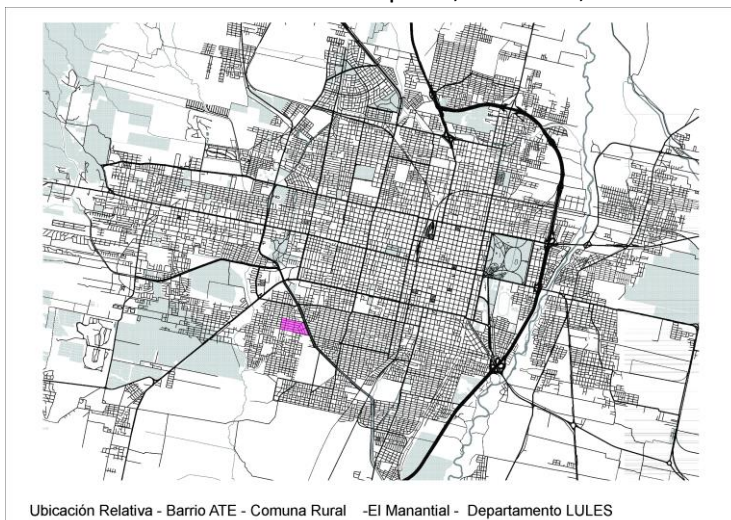 Ubicación Relativa - Barrio ATE - Comuna Rural -El Manantial - Departamento LULES